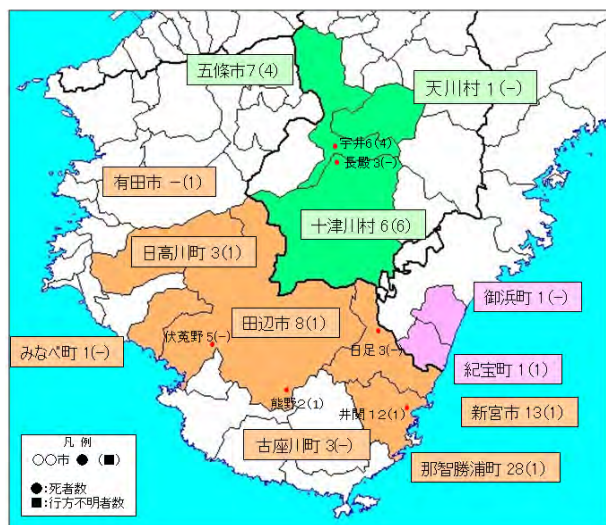 五條市7(4)
天川村 1(-)
宇井6(4)
長殿 3(-)
有田市 -(1)
十津川村 6(6)
日高川町 3(1)
御浜町 1(-)
田辺市 8(1)
伏菟野 5(-)
日足 3(-)
みなべ町 1(-)
紀宝町 1(1)
熊野2(1)
井関 12(1)
新宮市 13(1)
古座川町 3(-)
那智勝浦町 28(1)
凡 例
○○市 ● (■)
●:死者数
■:行方不明者数